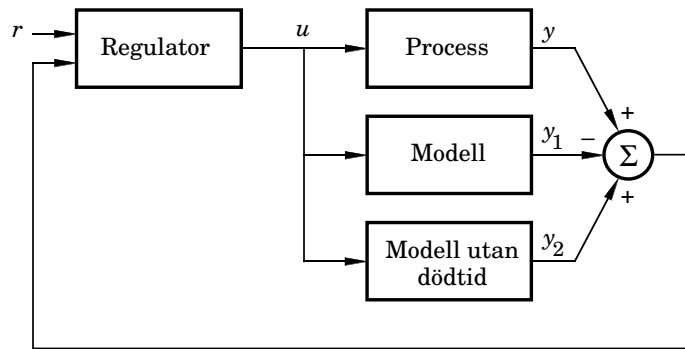 r
Regulator
u
Process
y
+
Modell
y1
−
Σ
+
Modell utan
dödtid
y2